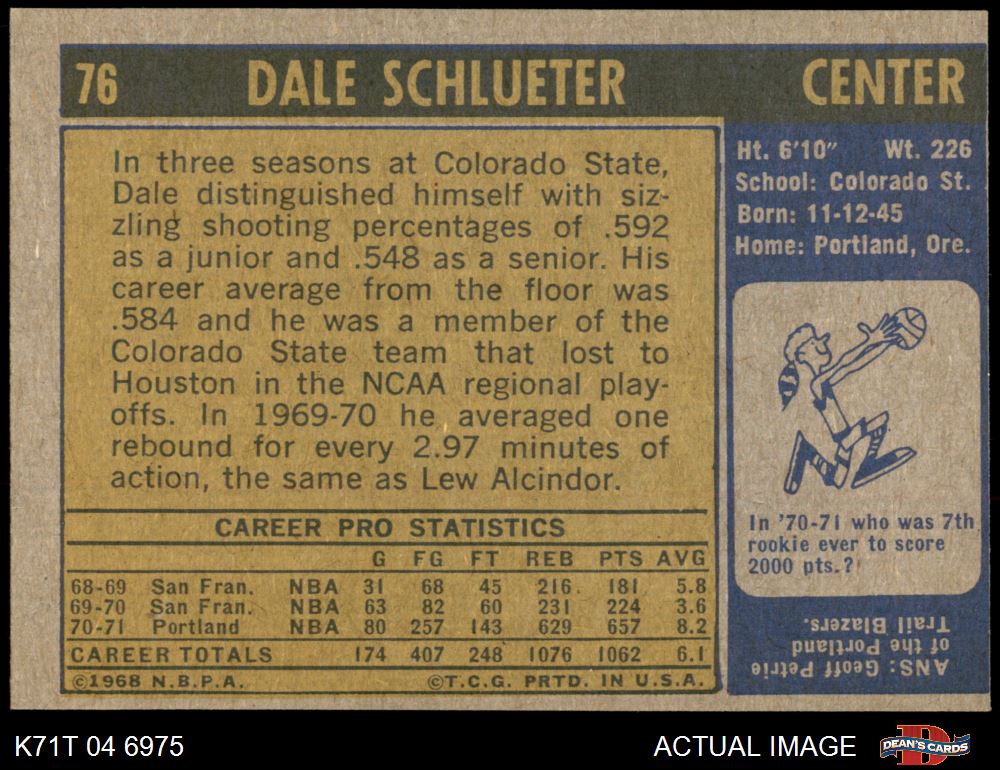 76 DALE SCHLUETER CENTER
In three seasons at Colorado State,
Dale distinguished himself with siz-
zling shooting percentages of .592
as a junior and .548 as a senior. His
career average from the floor was
.584 and he was a member of the
Colorado State team that lost to
Houston in the NCAA regional play-
offs. In 1969-70 he averaged one
rebound for every 2.97 minutes of
action, the same as Lew Alcindor.
CAREER PRO STATISTICS
G FG FT REB PTS AVG
68-69 San Fran. NBA 31 68 45 216 181 5.8
69-70 San Fran. NBA 63 82 60 231 224 3.6
70-71 Portland NBA 80 257 143 629 657 8.2
CAREER TOTALS 174 407 248 1076 1062 6.1
©1968 N.B.P.A. ©T.C.G. PRTD. IN U.S.A.
Ht. 6'10" Wt. 226
School: Colorado St.
Born: 11-12-45
Home: Portland, Ore.
In '70-71 who was 7th
rookie ever to score
2000 pts.?
ANS: Geoff Petrie
of the Portland
Trail Blazers.
K71T 04 6975 ACTUAL IMAGE DEAN'S CARDS